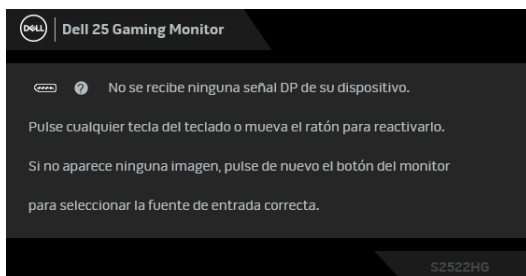 DELL Dell 25 Gaming Monitor
No se recibe ninguna señal DP de su dispositivo.
Pulse cualquier tecla del teclado o mueva el ratón para reactivarlo.
Si no aparece ninguna imagen, pulse de nuevo el botón del monitor
para seleccionar la fuente de entrada correcta.
S2522HG